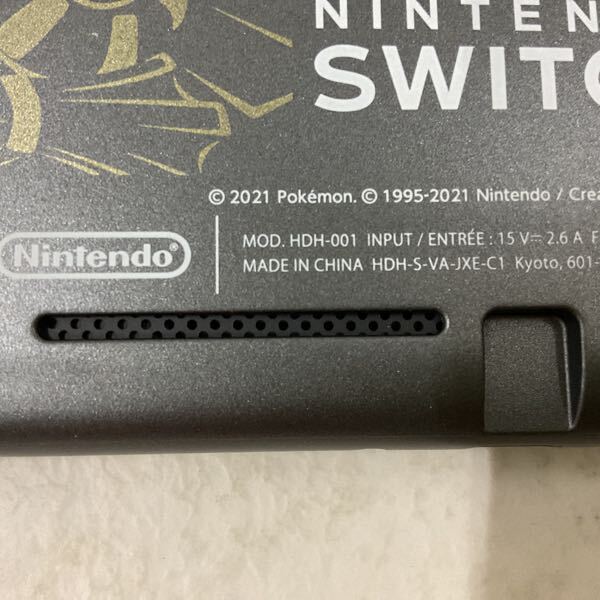 NINTEN
SWITC
© 2021 Pokémon. © 1995-2021 Nintendo / Crea
Nintendo®
MOD. HDH-001 INPUT / ENTRÉE : 15 V⎓ 2.6 A F
MADE IN CHINA HDH-S-VA-JXE-C1 Kyoto, 601-